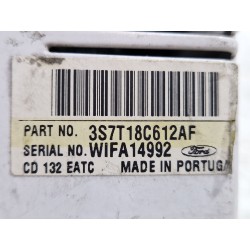 PART NO. 3S7T18C612AF
SERIAL NO. WIFA14992
Ford
CD 132 EATC MADE IN PORTUGA